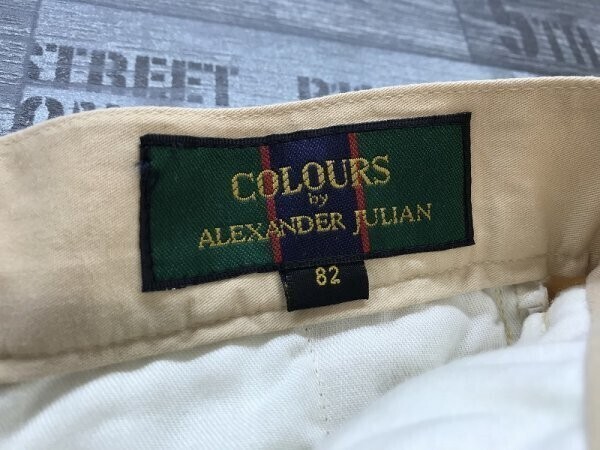 STREET
COLOURS
by
ALEXANDER JULIAN
82